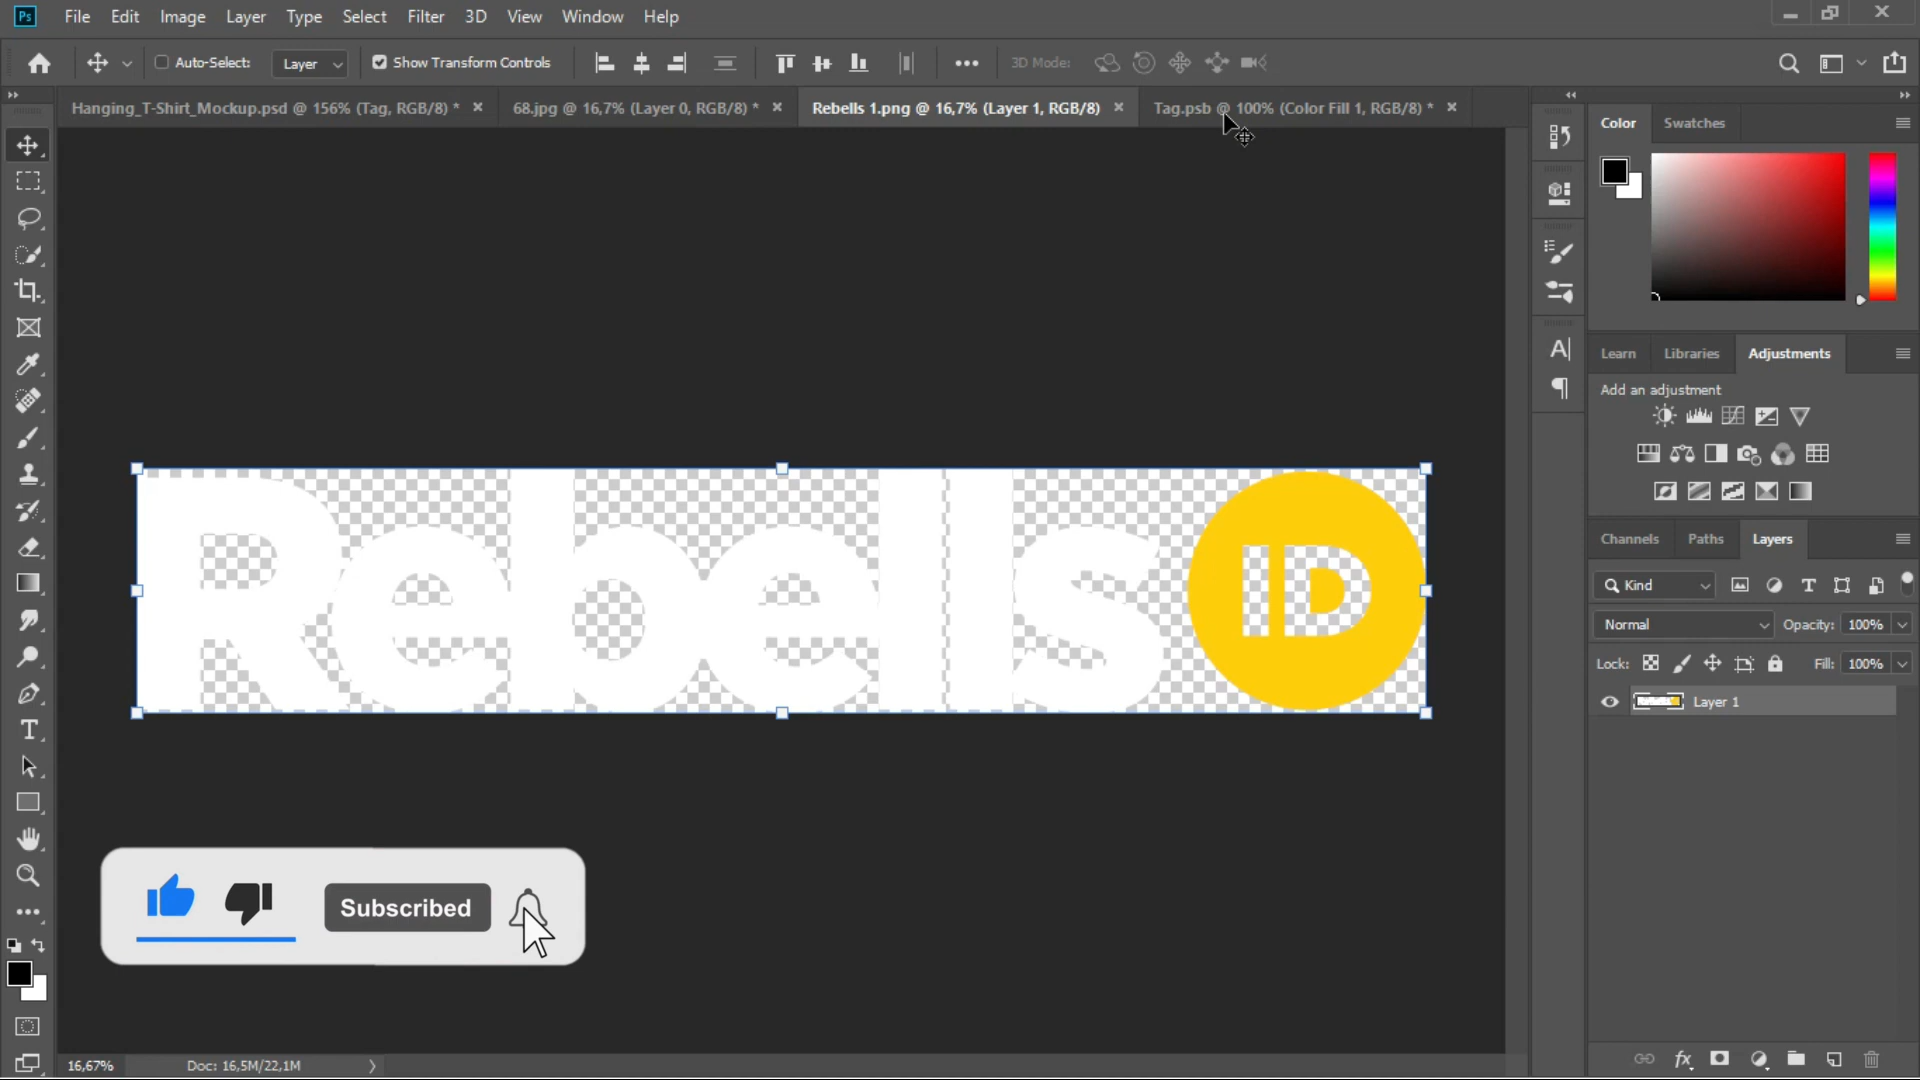 Ps File Edit Image Layer Type Select Filter 3D View Window Help
Auto-Select: Layer Show Transform Controls 3D Mode:
Hanging_T-Shirt_Mockup.psd @ 156% (Tag, RGB/8) * 68.jpg @ 16,7% (Layer 0, RGB/8) * Rebells 1.png @ 16,7% (Layer 1, RGB/8) Tag.psb @ 100% (Color Fill 1, RGB/8) *
Color Swatches
Learn Libraries Adjustments
Add an adjustment
Channels Paths Layers
Kind
Normal Opacity: 100%
Lock: Fill: 100%
Layer 1
Rebells ID
Subscribed
16,67% Doc: 16,5M/22,1M